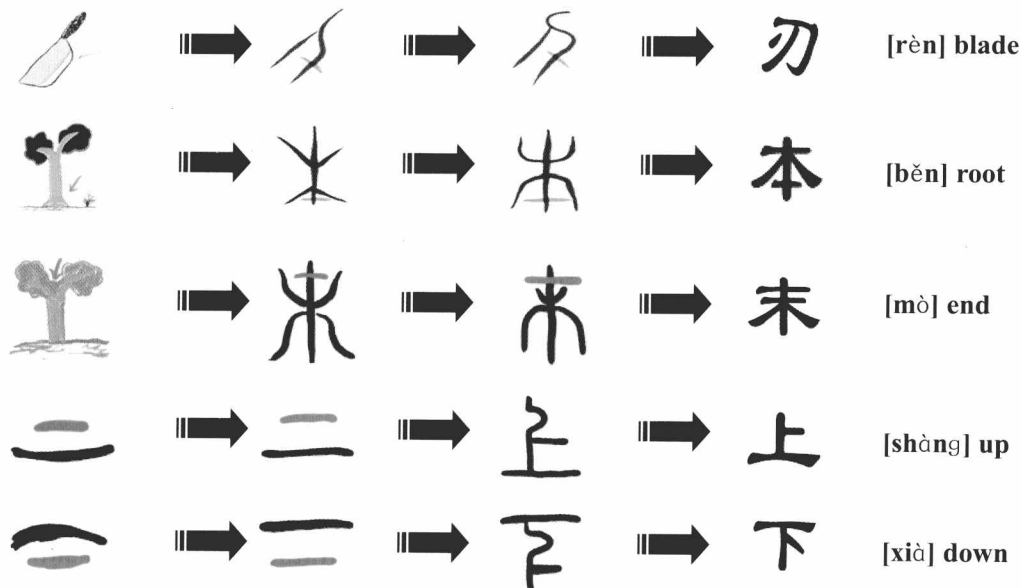 刃 [rèn] blade
本 [běn] root
末 [mò] end
上 [shàng] up
下 [xià] down